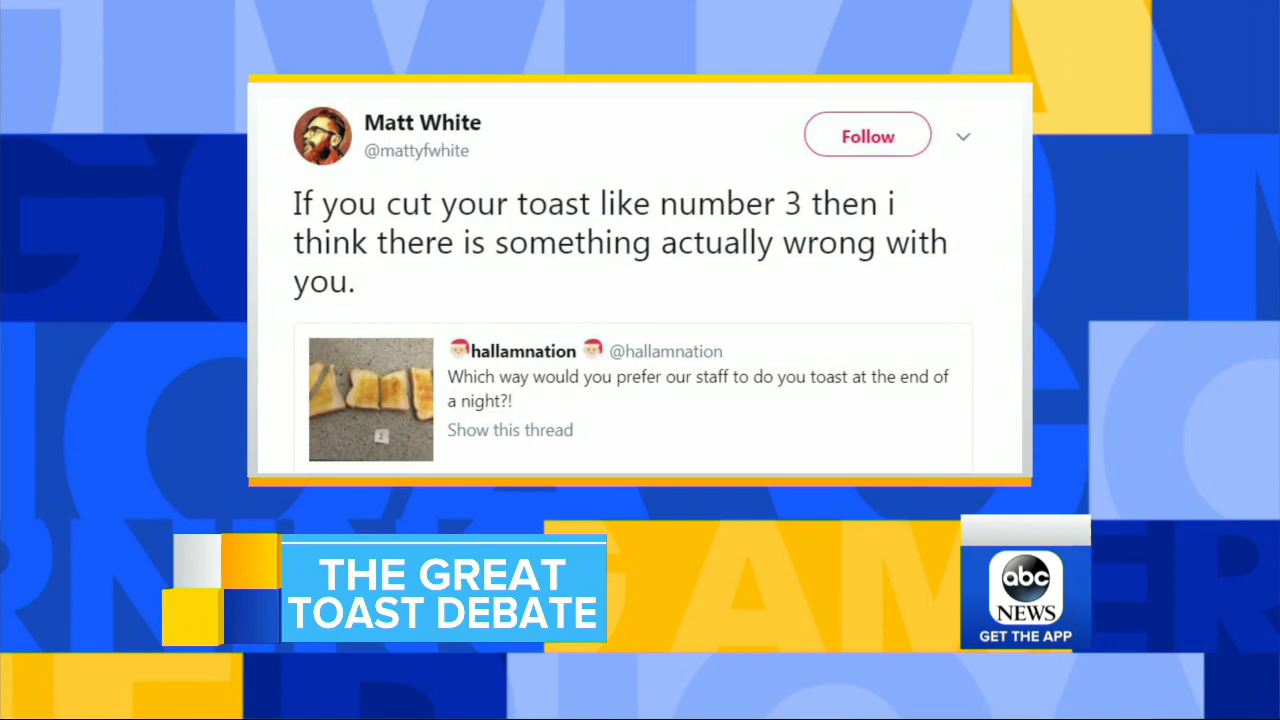 Matt White
@mattyfwhite
Follow
If you cut your toast like number 3 then i
think there is something actually wrong with
you.
🎅hallamnation 🎅 @hallamnation
Which way would you prefer our staff to do you toast at the end of
a night?!
Show this thread
2
THE GREAT
TOAST DEBATE
abc
NEWS
GET THE APP